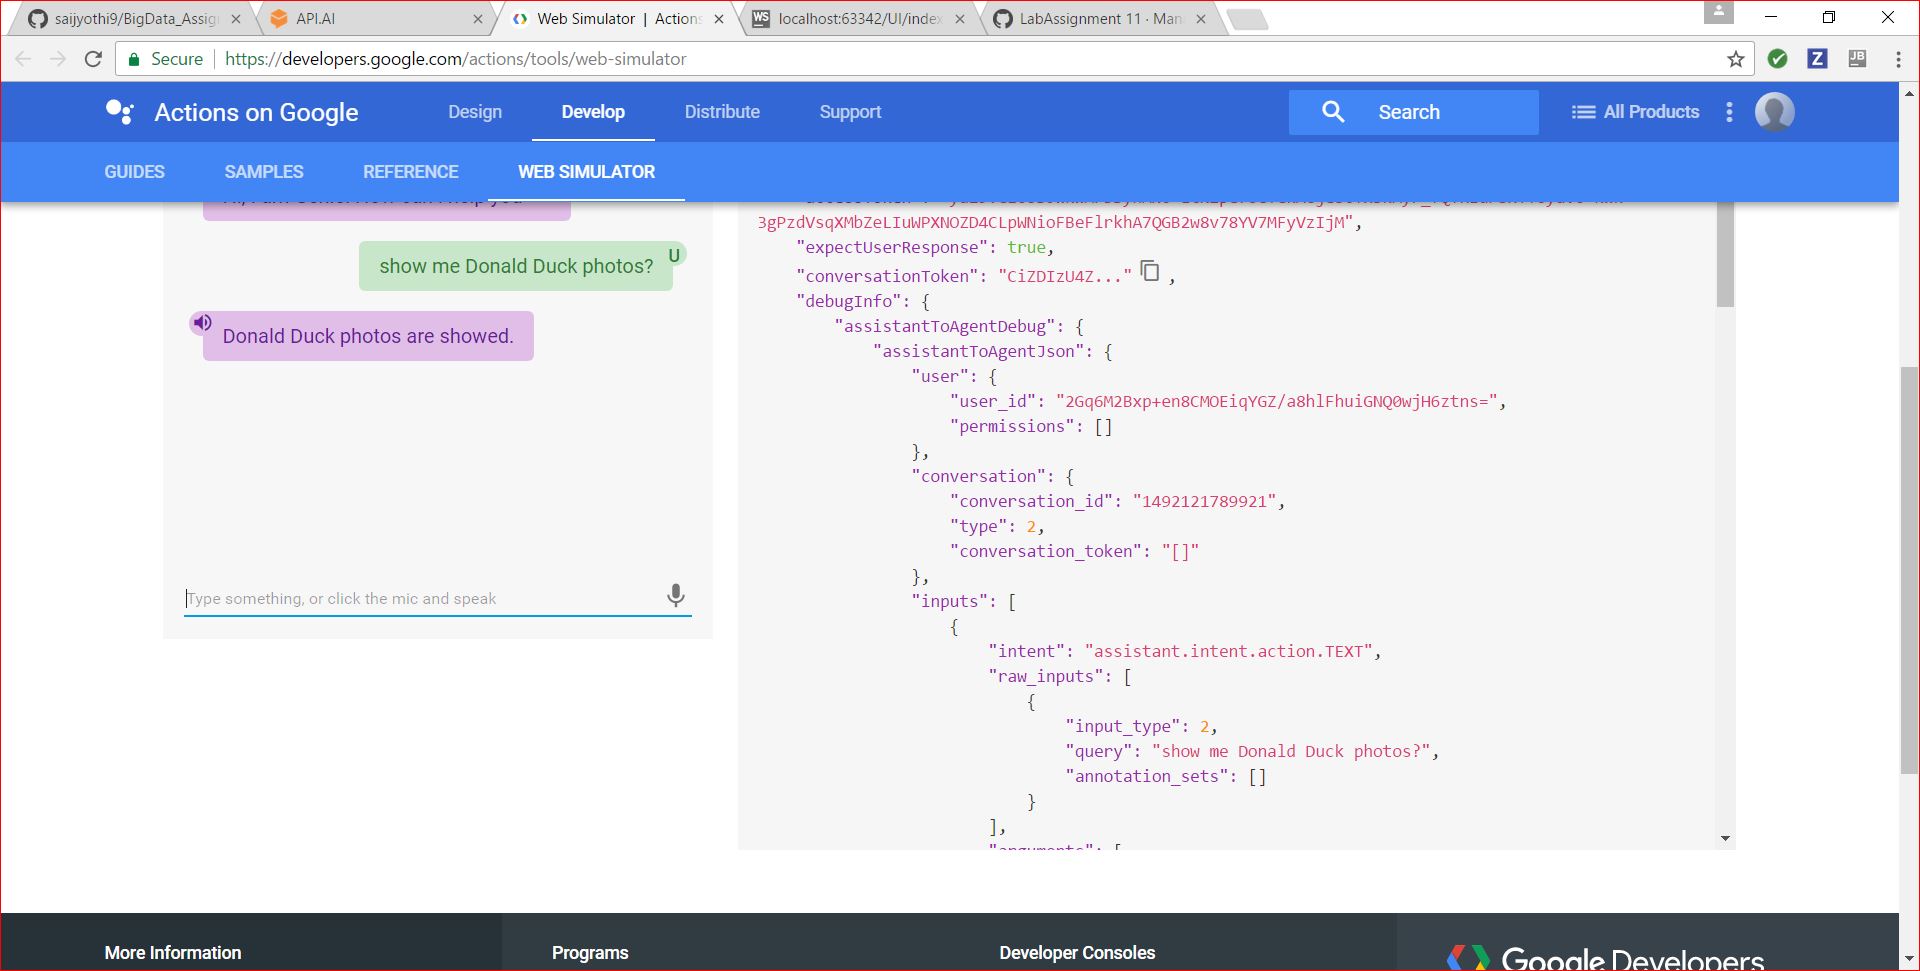 saijyothi9/BigData_Assig
API.AI
Web Simulator | Actions
WS localhost:63342/UI/index
LabAssignment 11 · Man
Secure https://developers.google.com/actions/tools/web-simulator
Z
JB
Actions on Google
Design
Develop
Distribute
Support
Search
All Products
GUIDES
SAMPLES
REFERENCE
WEB SIMULATOR
show me Donald Duck photos?
U
Donald Duck photos are showed.
Type something, or click the mic and speak
3gPzdVsqXMbZeLIuWPXNOZD4CLpWNioFBeFlrkhA7QGB2w8v78YV7MFyVzIjM",
"expectUserResponse": true,
"conversationToken": "CiZDIzU4Z..." ,
"debugInfo": {
"assistantToAgentDebug": {
"assistantToAgentJson": {
"user": {
"user_id": "2Gq6M2Bxp+en8CMOEiqYGZ/a8hlFhuiGNQ0wjH6ztns=",
"permissions": []
},
"conversation": {
"conversation_id": "1492121789921",
"type": 2,
"conversation_token": "[]"
},
"inputs": [
{
"intent": "assistant.intent.action.TEXT",
"raw_inputs": [
{
"input_type": 2,
"query": "show me Donald Duck photos?",
"annotation_sets": []
}
],
"arguments": [
More Information
Programs
Developer Consoles
Google Developers